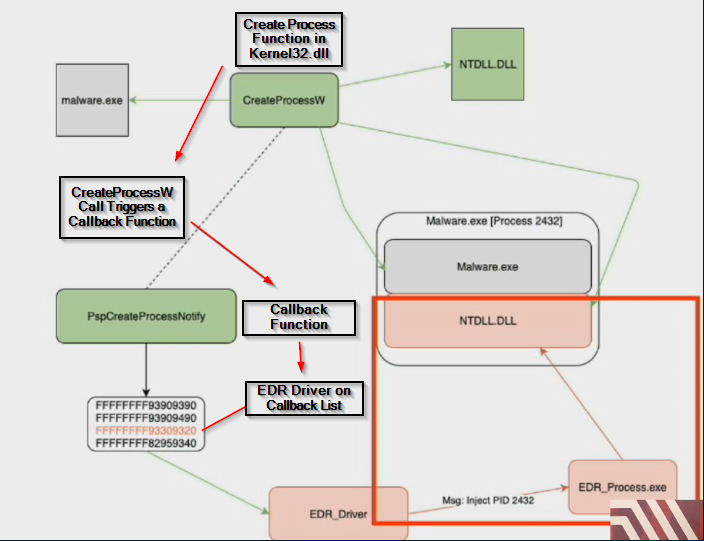 Create Process
Function in
Kernel32.dll
NTDLL.DLL
malware.exe
CreateProcessW
CreateProcessW
Call Triggers a
Callback Function
Malware.exe [Process 2432]
Malware.exe
PspCreateProcessNotify
Callback
Function
NTDLL.DLL
EDR Driver on
Callback List
FFFFFFFF93909390
FFFFFFFF93909490
FFFFFFFF93309320
FFFFFFFF82959340
EDR_Driver
Msg: Inject PID 2432
EDR_Process.exe